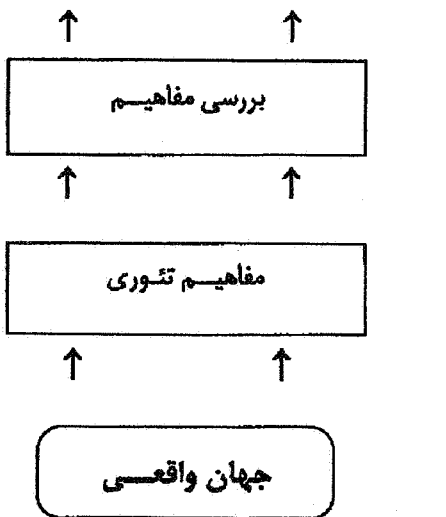 بررسی مفاهیم
مفاهیم تئوری
جهان واقعی